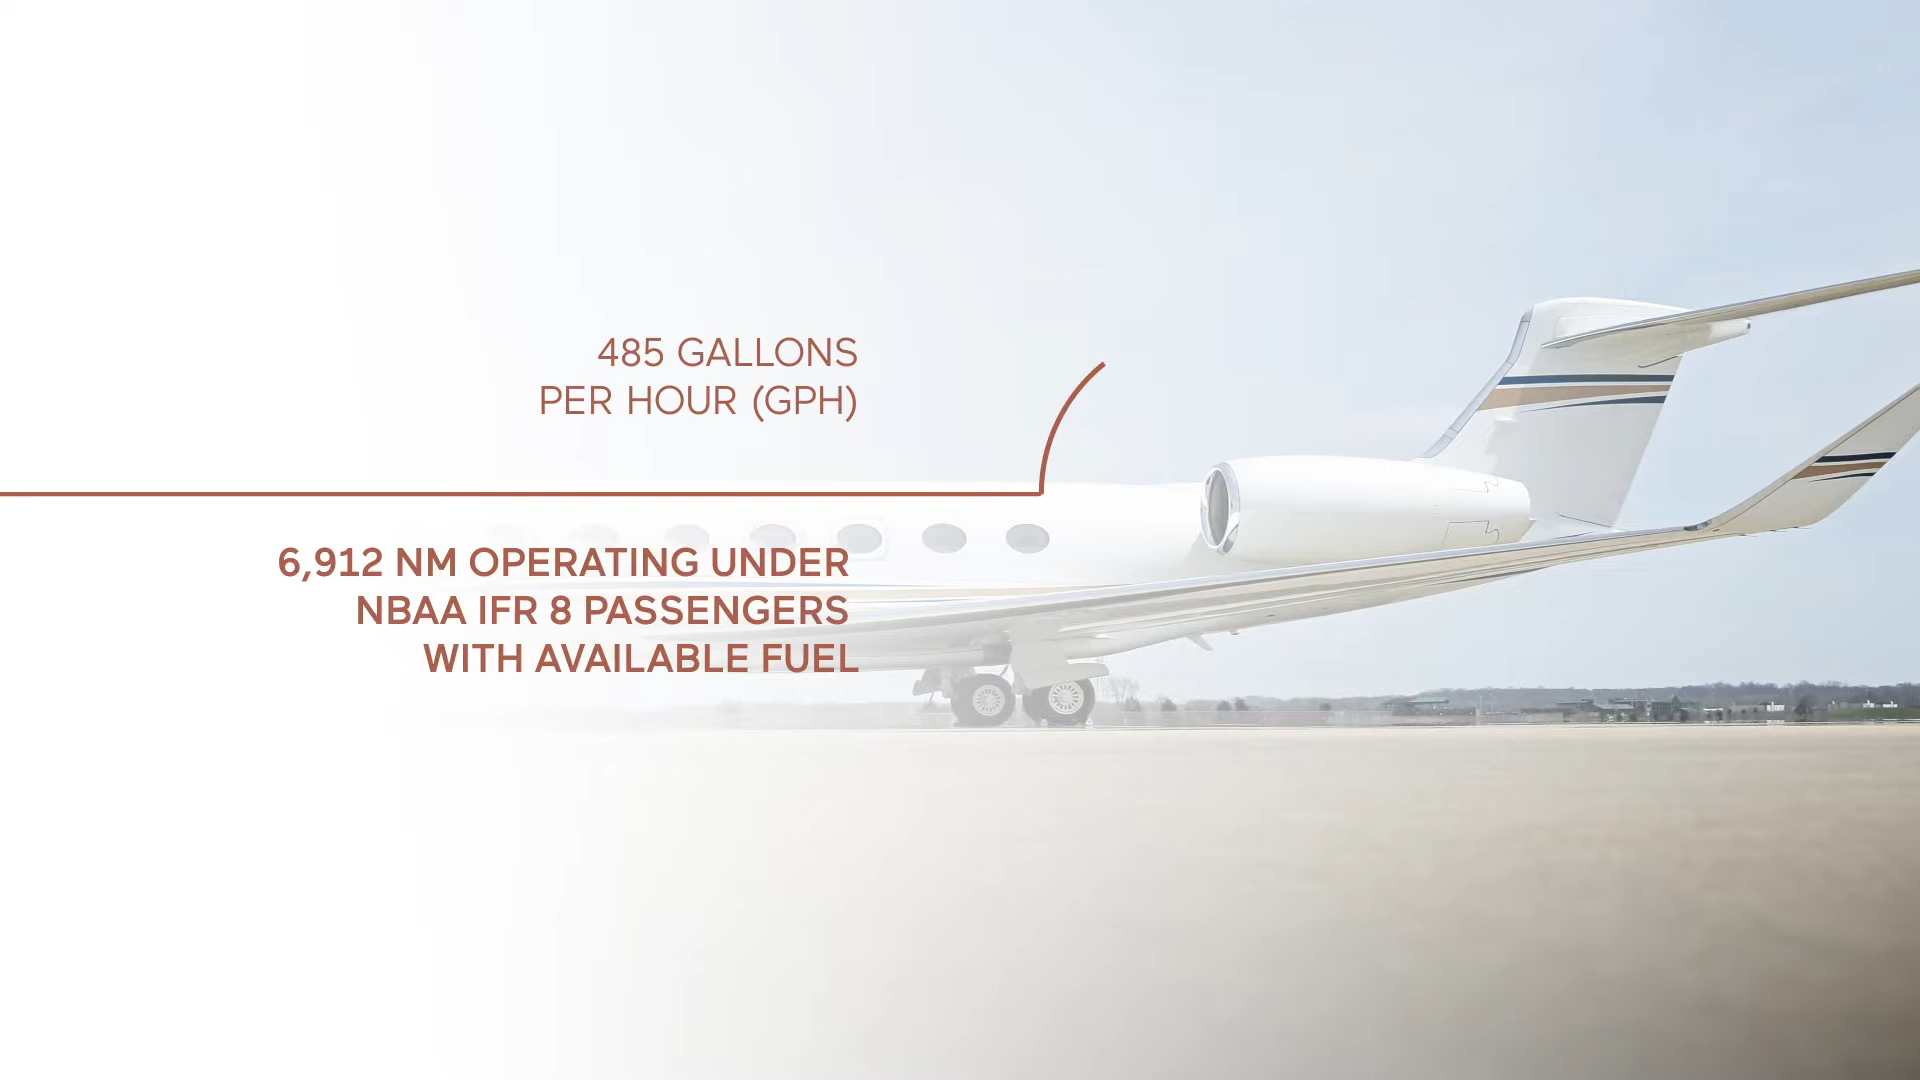 485 GALLONS
PER HOUR (GPH)
6,912 NM OPERATING UNDER
NBAA IFR 8 PASSENGERS
WITH AVAILABLE FUEL